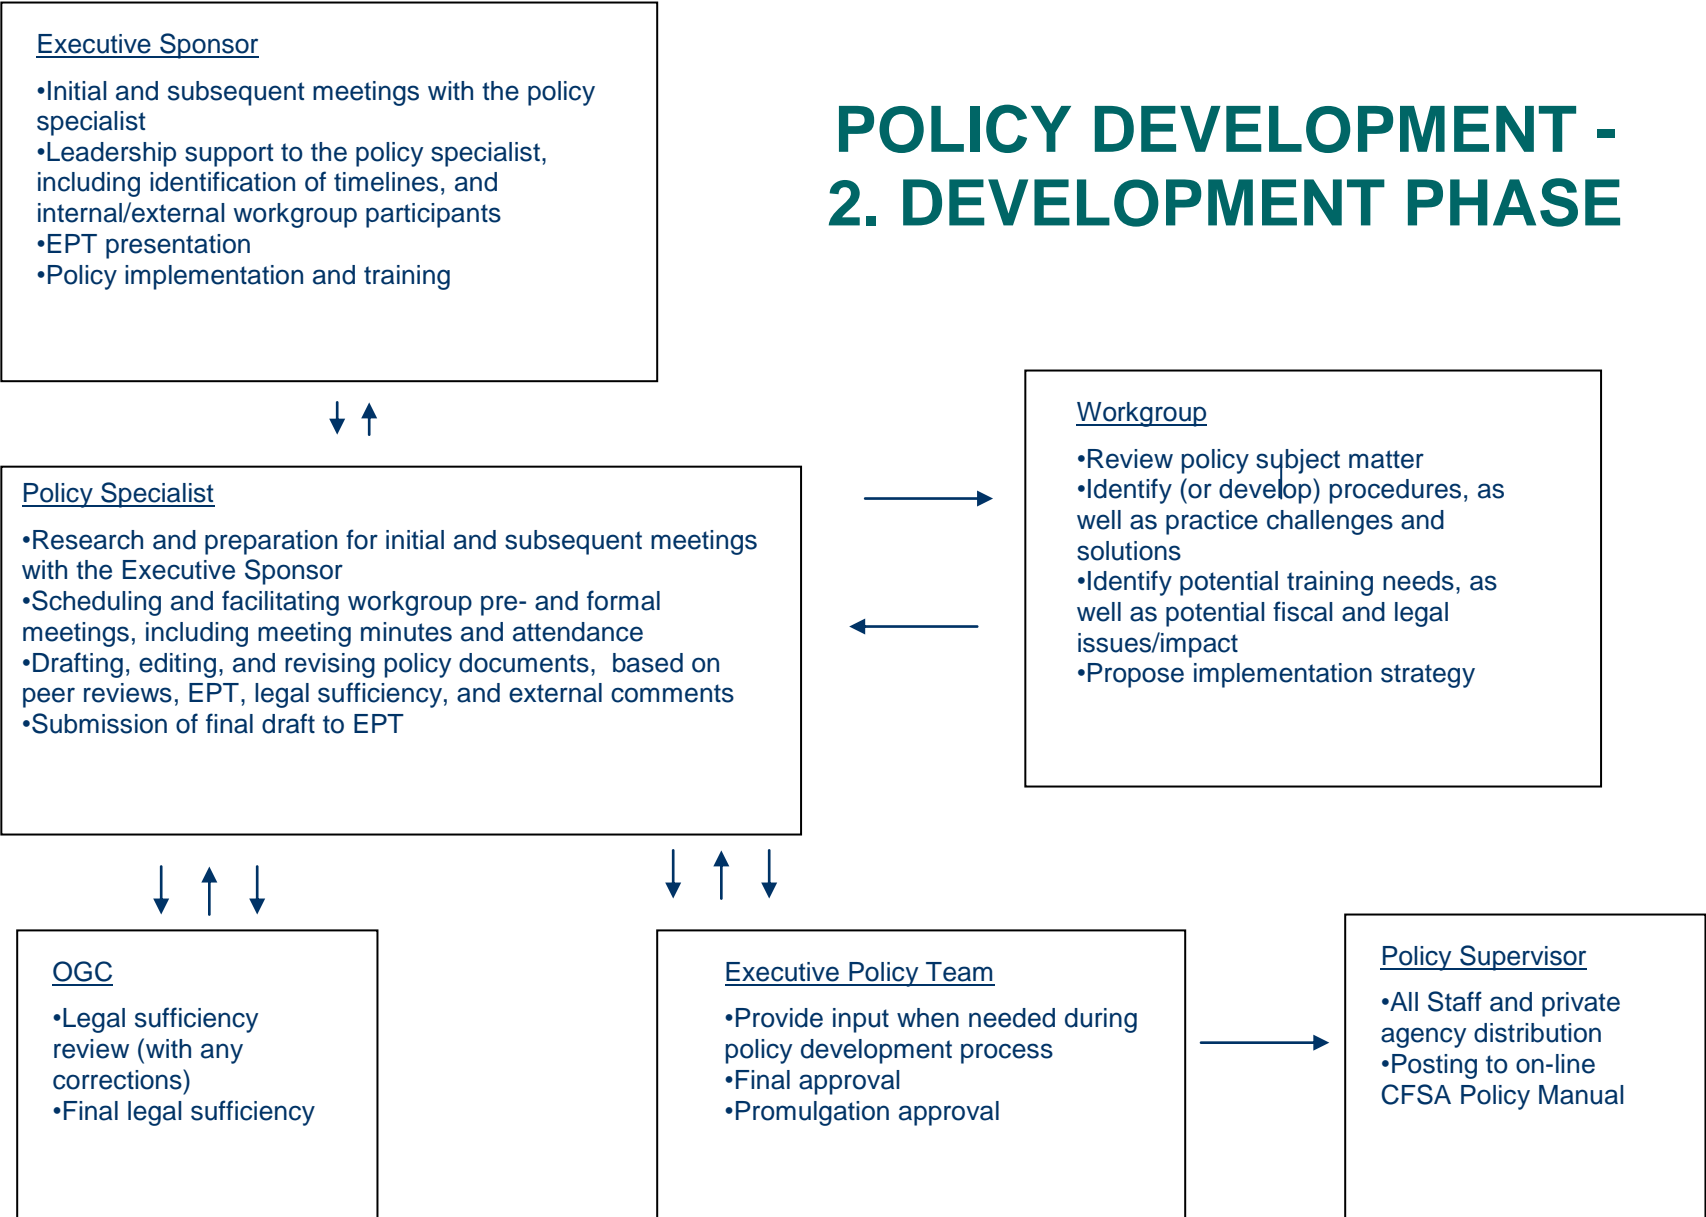 Executive Sponsor
•Initial and subsequent meetings with the policy
specialist
•Leadership support to the policy specialist,
including identification of timelines, and
internal/external workgroup participants
•EPT presentation
•Policy implementation and training
POLICY DEVELOPMENT -
2. DEVELOPMENT PHASE
Policy Specialist
•Research and preparation for initial and subsequent meetings
with the Executive Sponsor
•Scheduling and facilitating workgroup pre- and formal
meetings, including meeting minutes and attendance
•Drafting, editing, and revising policy documents,  based on
peer reviews, EPT, legal sufficiency, and external comments
•Submission of final draft to EPT
Workgroup
•Review policy subject matter
•Identify (or develop) procedures, as
well as practice challenges and
solutions
•Identify potential training needs, as
well as potential fiscal and legal
issues/impact
•Propose implementation strategy
OGC
•Legal sufficiency
review (with any
corrections)
•Final legal sufficiency
Executive Policy Team
•Provide input when needed during
policy development process
•Final approval
•Promulgation approval
Policy Supervisor
•All Staff and private
agency distribution
•Posting to on-line
CFSA Policy Manual